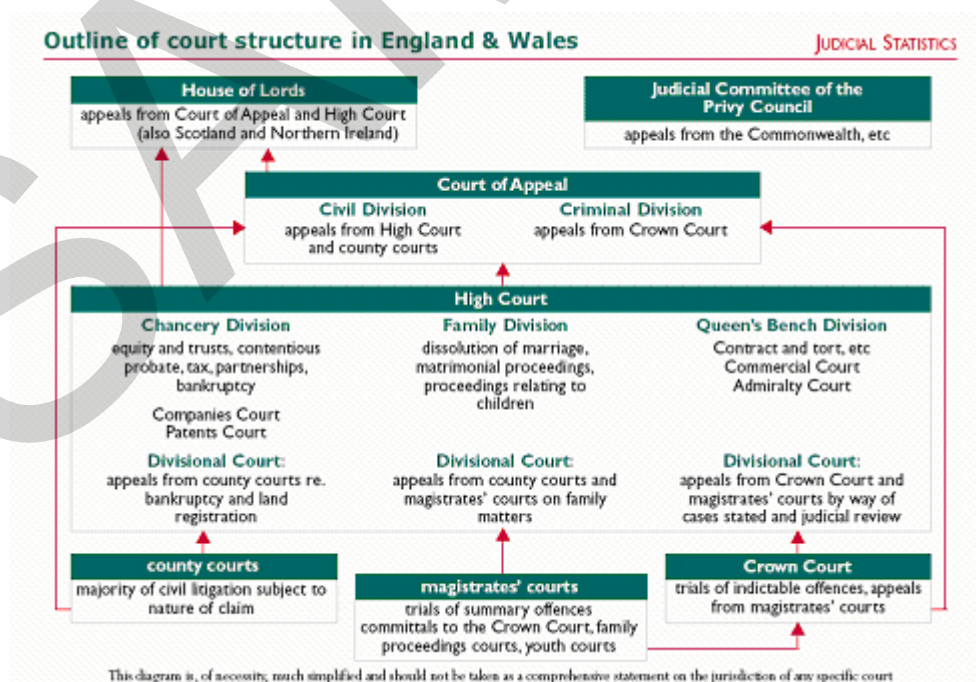 Outline of court structure in England & Wales
JUDICIAL STATISTICS
House of Lords
appeals from Court of Appeal and High Court
(also Scotland and Northern Ireland)
Judicial Committee of the
Privy Council
appeals from the Commonwealth, etc
Court of Appeal
Civil Division
appeals from High Court
and county courts
Criminal Division
appeals from Crown Court
High Court
Chancery Division
equity and trusts, contentious
probate, tax, partnerships,
bankruptcy
Companies Court
Patents Court
Divisional Court:
appeals from county courts re.
bankruptcy and land
registration
Family Division
dissolution of marriage,
matrimonial proceedings,
proceedings relating to
children
Divisional Court:
appeals from county courts and
magistrates' courts on family
matters
Queen's Bench Division
Contract and tort, etc
Commercial Court
Admiralty Court
Divisional Court:
appeals from Crown Court and
magistrates' courts by way of
cases stated and judicial review
county courts
majority of civil litigation subject to
nature of claim
magistrates' courts
trials of summary offences
committals to the Crown Court, family
proceedings courts, youth courts
Crown Court
trials of indictable offences, appeals
from magistrates' courts
This diagram is, of necessity, much simplified and should not be taken as a comprehensive statement on the jurisdiction of any specific court